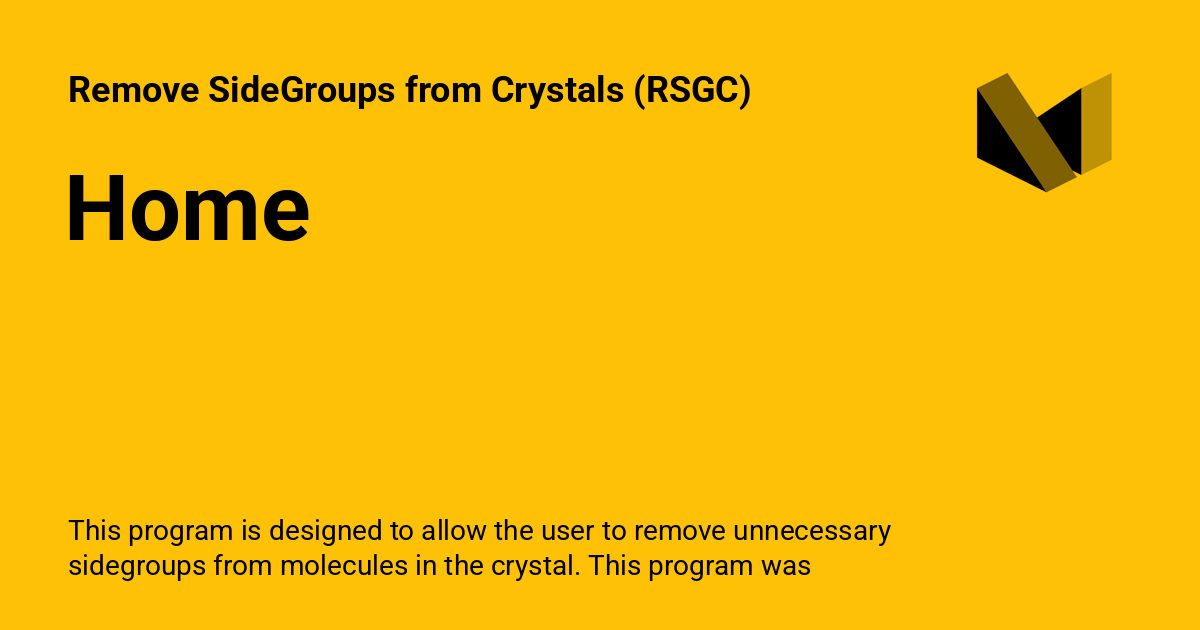 Remove SideGroups from Crystals (RSGC)
Home
This program is designed to allow the user to remove unnecessary
sidegroups from molecules in the crystal. This program was